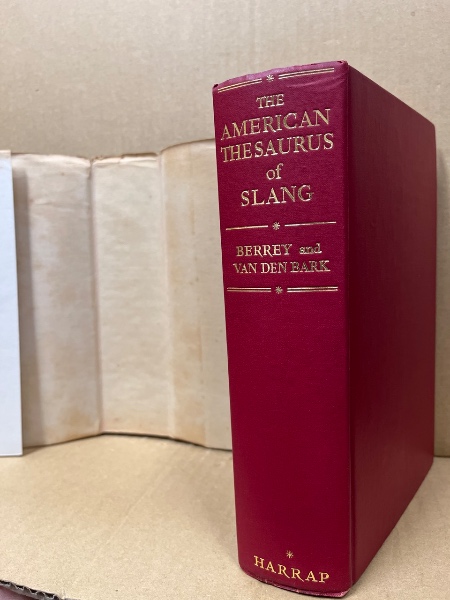 THE
AMERICAN
THESAURUS
of
SLANG
BERREY and
VAN DEN BARK
HARRAP